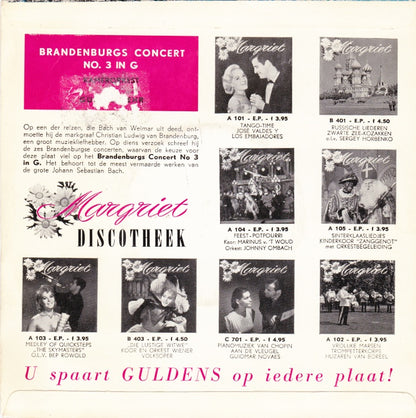 BRANDENBURGS CONCERT
NO. 3 IN G
Op een der reizen, die Bach van Weimar uit deed, ont-
moette hij de markgraaf Christian Ludwig van Brandenburg,
een groot muziekliefhebber. Op diens verzoek schreef hij
de zes Brandenburgse concerten, waarvan de keuze voor
deze plaat viel op het Brandenburgs Concert No 3
in G. Het behoort tot de meest vermaarde werken van
de grote Johann Sebastian Bach.
Margriet
DISCOTHEEK
Margriet
A 101 - E.P. - f 3.95
TANGO-TIME
JOSÉ VALDES Y
LOS EMBAJADORES
Margriet
B 401 - E.P. - f 4.50
RUSSISCHE LIEDEREN
ZWARTE ZEE-KOZAKKEN
o.l.v. SERGEY HORBENKO
Margriet
A 104 - E.P. - f 3.95
FEEST-POTPOURRI
Koor: MARINUS v. 'T WOUD
Orkest: JOHNNY OMBACH
Margriet
A 105 - E.P. - f 3.95
SINTERKLAASLIEDJES
KINDERKOOR "ZANGGENOT"
met ORKESTBEGELEIDING
Margriet
A 103 - E.P. - f 3.95
MEDLEY OF QUICKSTEPS
"THE SKYMASTERS"
O.L.V. BEP ROWOLD
Margriet
B 403 - E.P. - f 4.50
"DIE LUSTIGE WITWE"
KOOR EN ORKEST WIENER
VOLKSOPER
Margriet
C 701 - E.P. - f 4.95
PIANOMUZIEK VAN CHOPIN
AAN DE VLEUGEL:
GUIDMAR NOVAES
Margriet
A 102 - E.P. - f 3.95
VROLIJKE MARSEN
TROMPETTERKORPS
HUZAREN VAN BOREEL
U spaart GULDENS op iedere plaat!